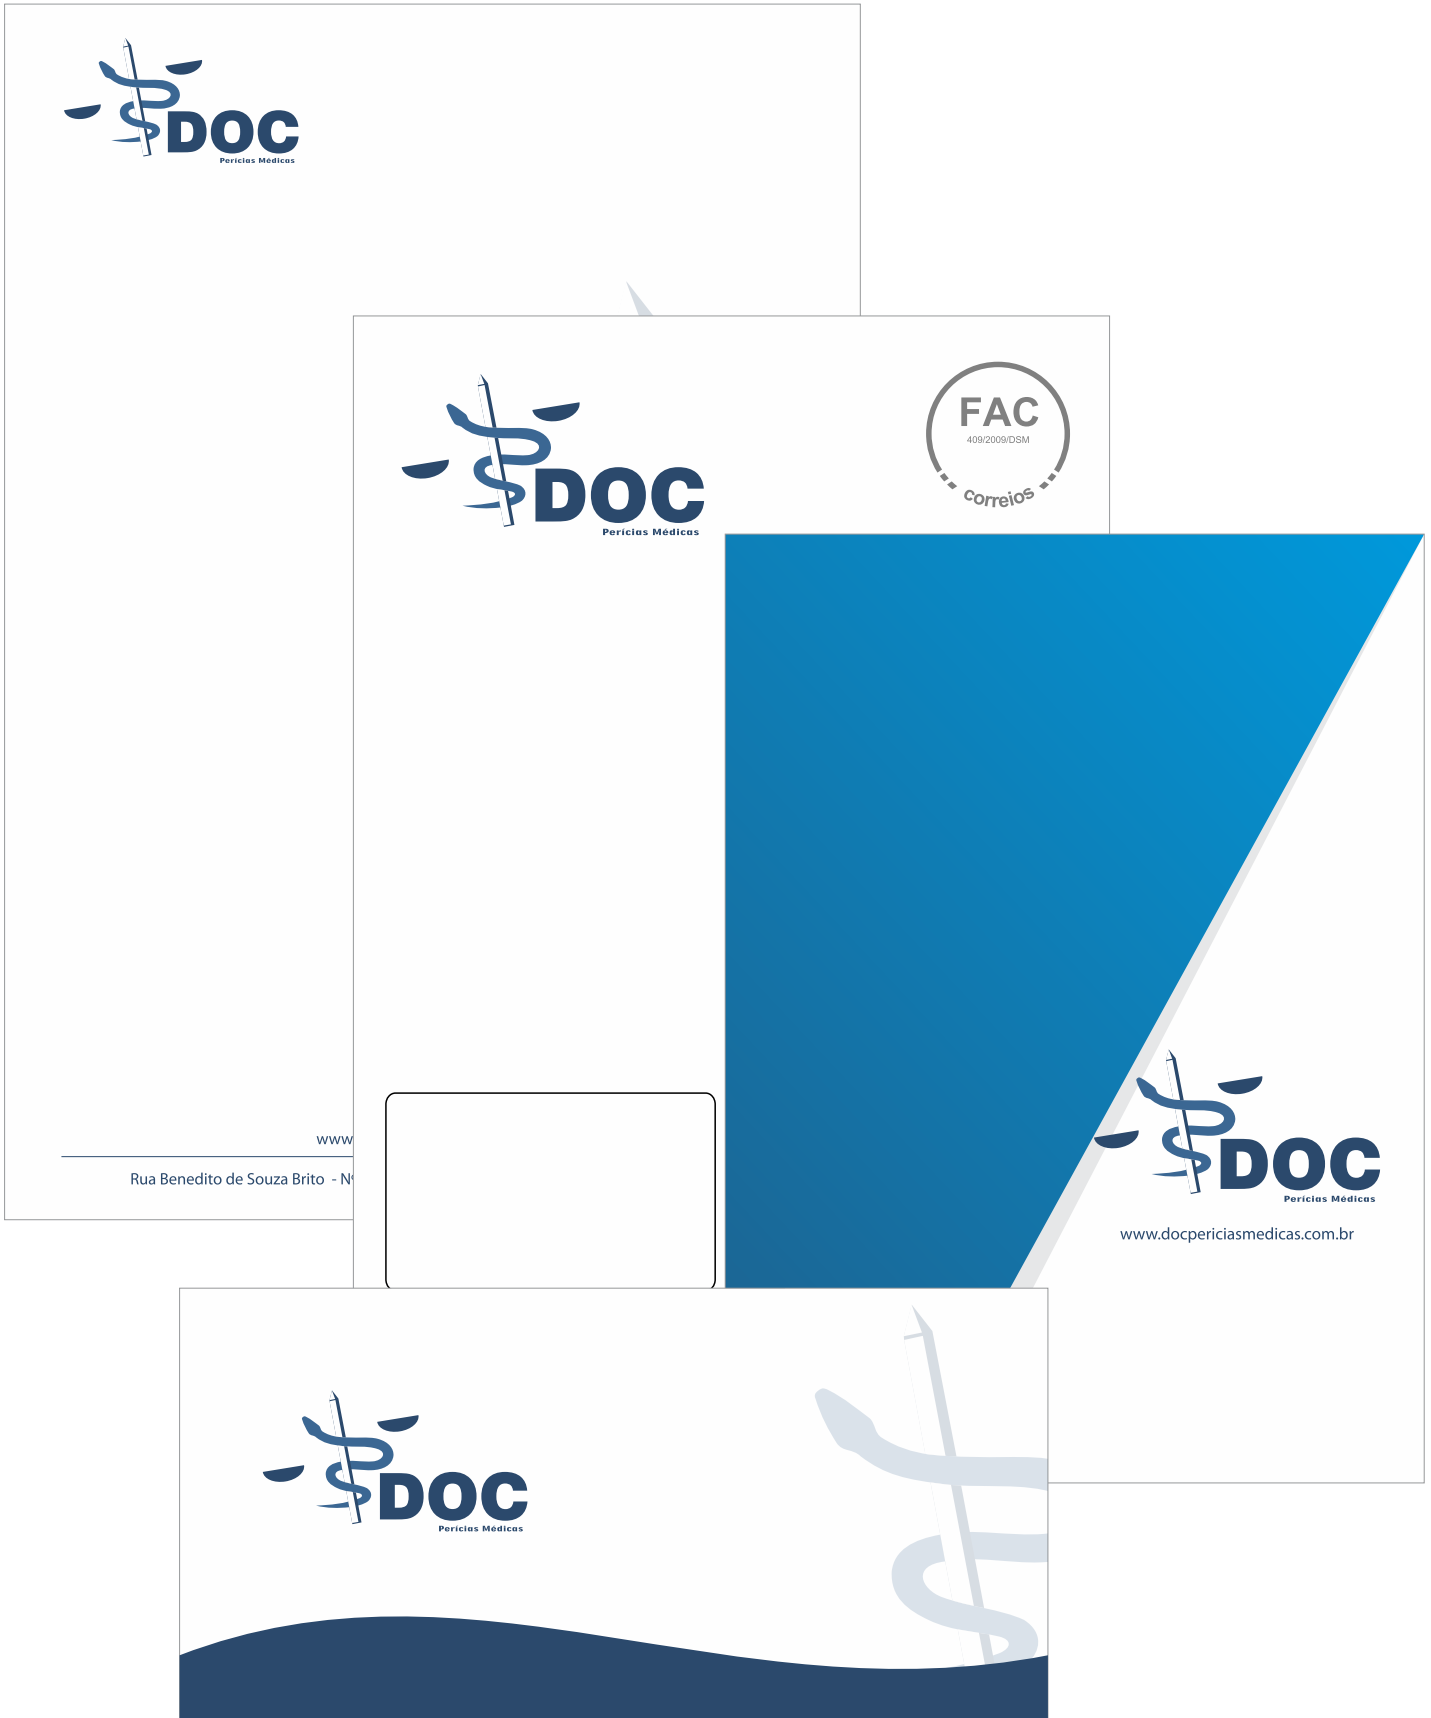 DOC
Perícias Médicas
FAC
409/2009/DSM
correios
DOC
Perícias Médicas
www
Rua Benedito de Souza Brito - Nº
DOC
Perícias Médicas
www.docpericiasmedicas.com.br
DOC
Perícias Médicas